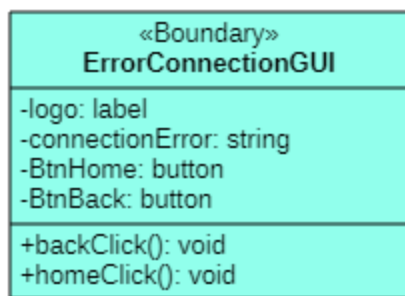 «Boundary»
ErrorConnectionGUI
-logo: label
-connectionError: string
-BtnHome: button
-BtnBack: button
+backClick(): void
+homeClick(): void